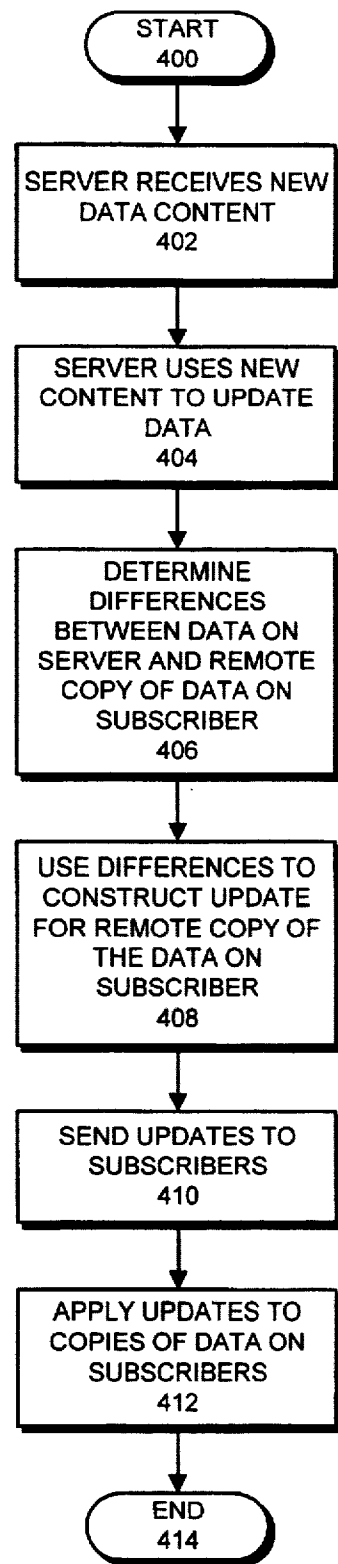 START
400
SERVER RECEIVES NEW
DATA CONTENT
402
SERVER USES NEW
CONTENT TO UPDATE
DATA
404
DETERMINE
DIFFERENCES
BETWEEN DATA ON
SERVER AND REMOTE
COPY OF DATA ON
SUBSCRIBER
406
USE DIFFERENCES TO
CONSTRUCT UPDATE
FOR REMOTE COPY OF
THE DATA ON
SUBSCRIBER
408
SEND UPDATES TO
SUBSCRIBERS
410
APPLY UPDATES TO
COPIES OF DATA ON
SUBSCRIBERS
412
END
414